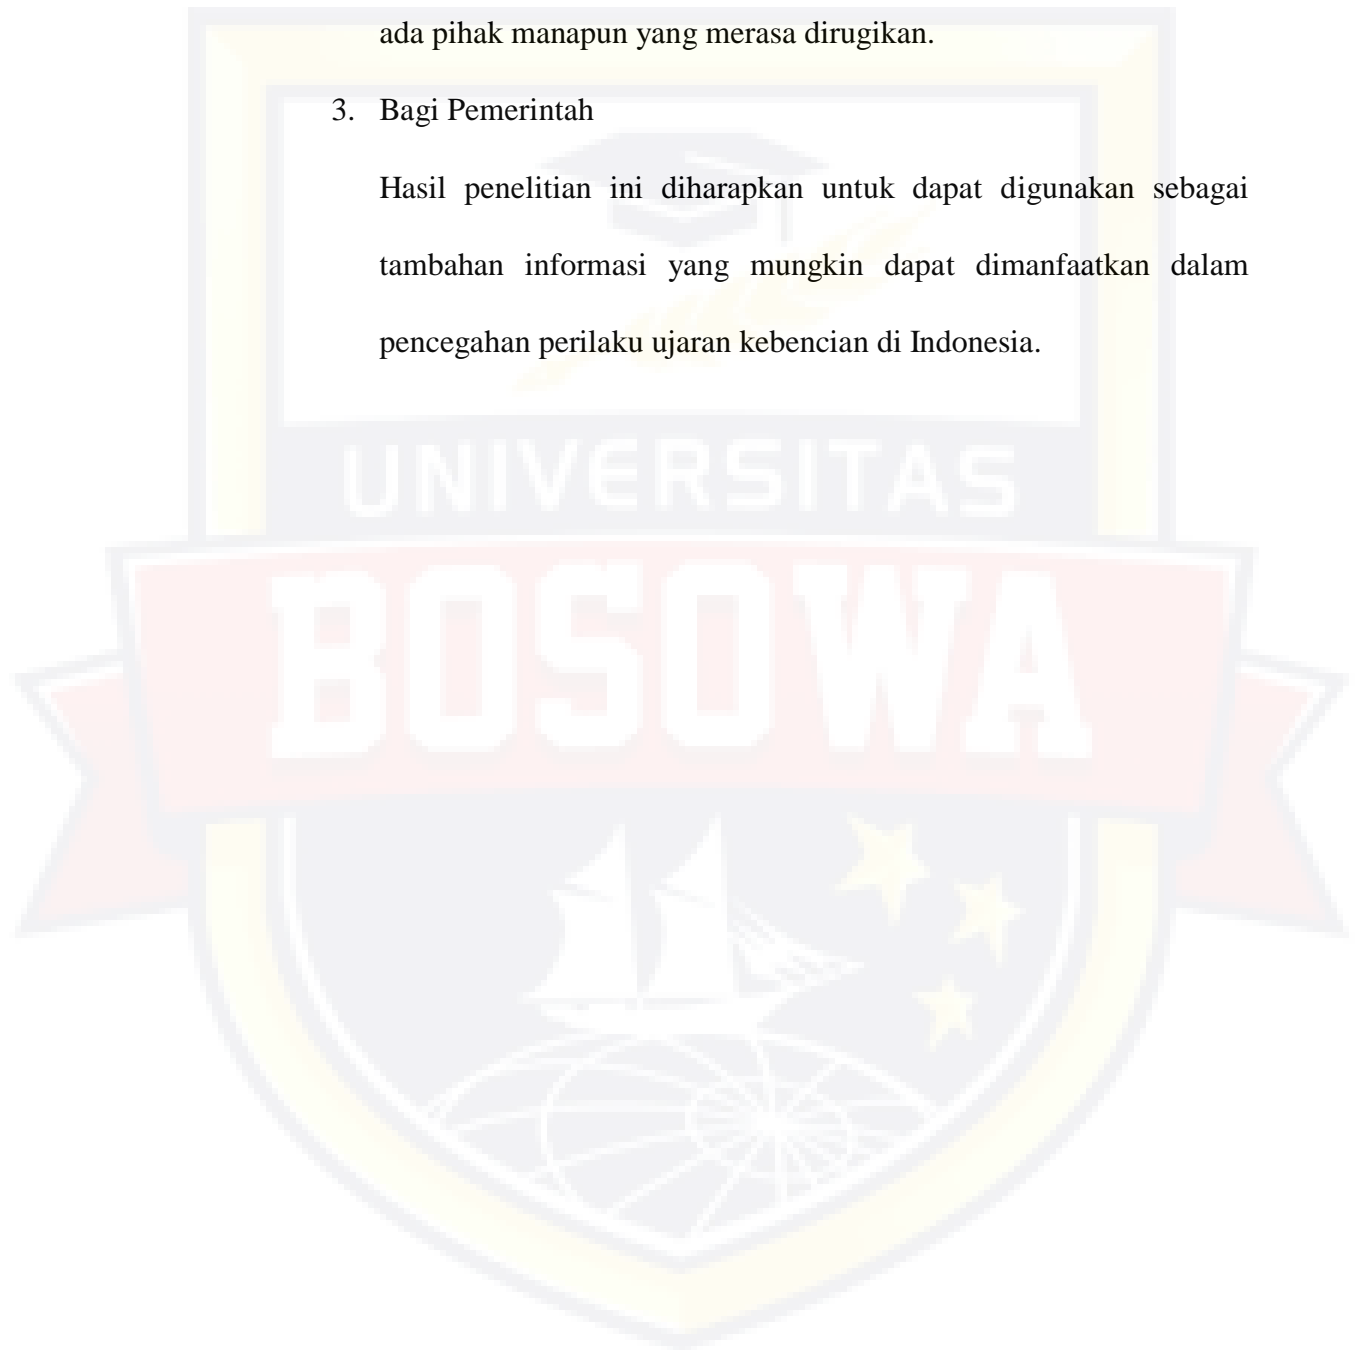 ada pihak manapun yang merasa dirugikan.
3. Bagi Pemerintah
Hasil penelitian ini diharapkan untuk dapat digunakan sebagai
tambahan informasi yang mungkin dapat dimanfaatkan dalam
pencegahan perilaku ujaran kebencian di Indonesia.
UNIVERSITAS
BOSOWA